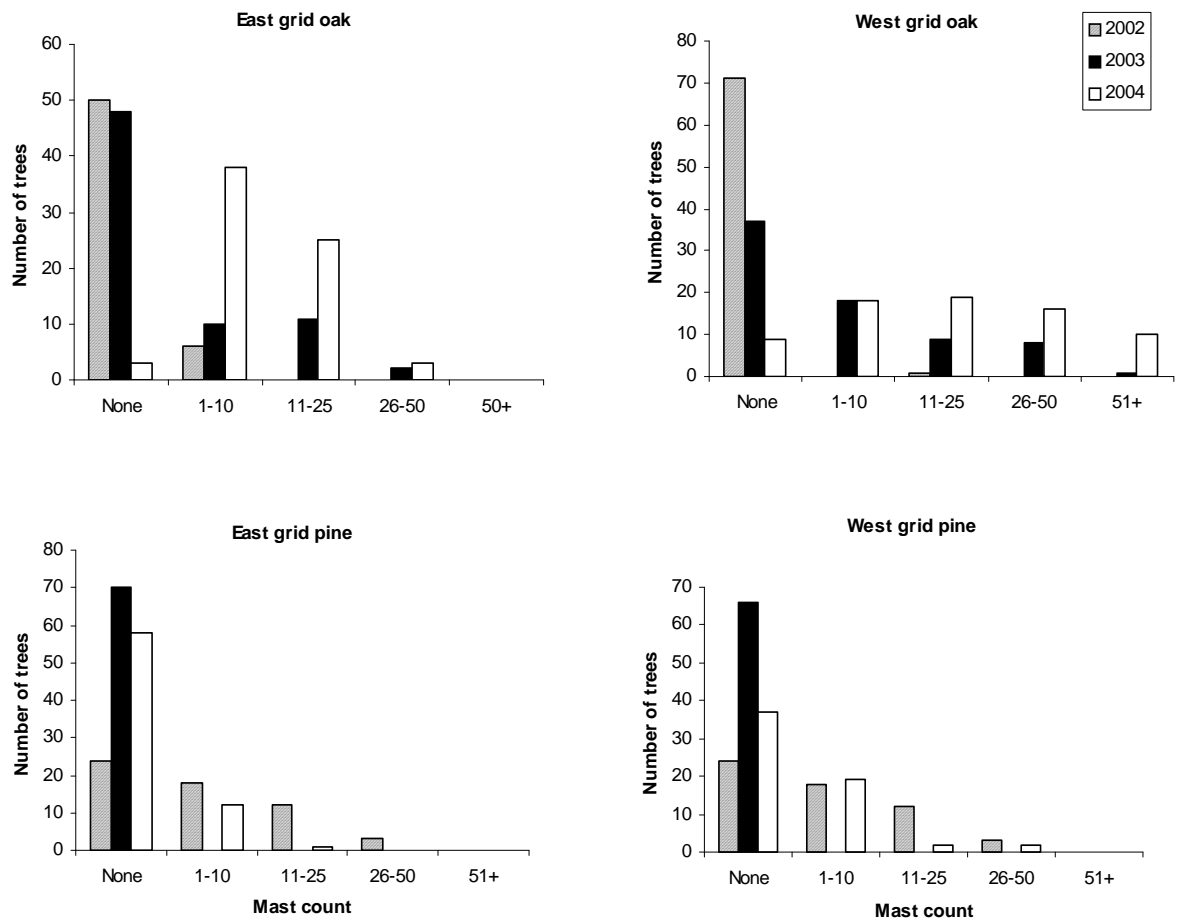 East grid oak
60
50
40
30
20
10
0
Number of trees
None 1-10 11-25 26-50 50+
West grid oak
2002
2003
2004
80
70
60
50
40
30
20
10
0
Number of trees
None 1-10 11-25 26-50 51+
East grid pine
80
70
60
50
40
30
20
10
0
Number of trees
None 1-10 11-25 26-50 51+
Mast count
West grid pine
70
60
50
40
30
20
10
0
Number of trees
None 1-10 11-25 26-50 51+
Mast count